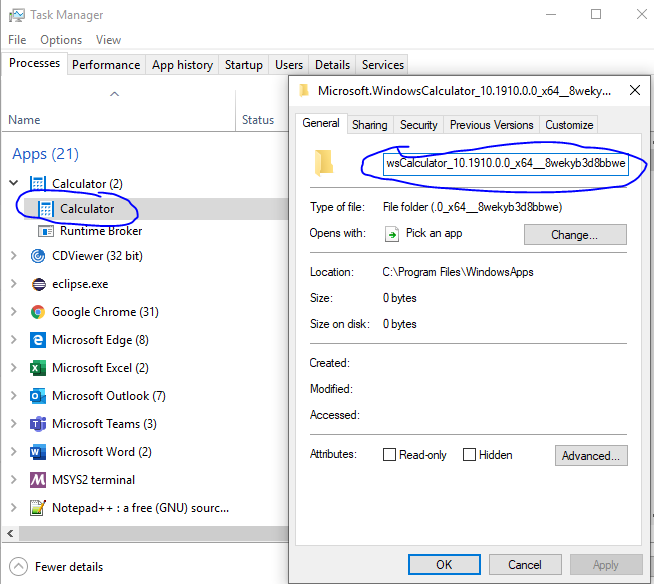 Task Manager
File Options View
Processes Performance App history Startup Users Details Services
Name Status
Apps (21)
Calculator (2)
Calculator
Runtime Broker
CDViewer (32 bit)
eclipse.exe
Google Chrome (31)
Microsoft Edge (8)
Microsoft Excel (2)
Microsoft Outlook (7)
Microsoft Teams (3)
Microsoft Word (2)
MSYS2 terminal
Notepad++ : a free (GNU) sourc...
Fewer details
Microsoft.WindowsCalculator_10.1910.0.0_x64__8weky...
General Sharing Security Previous Versions Customize
wsCalculator_10.1910.0.0_x64__8wekyb3d8bbwe
Type of file: File folder (.0_x64__8wekyb3d8bbwe)
Opens with: Pick an app Change...
Location: C:\Program Files\WindowsApps
Size: 0 bytes
Size on disk: 0 bytes
Created:
Modified:
Accessed:
Attributes: Read-only Hidden Advanced...
OK Cancel Apply